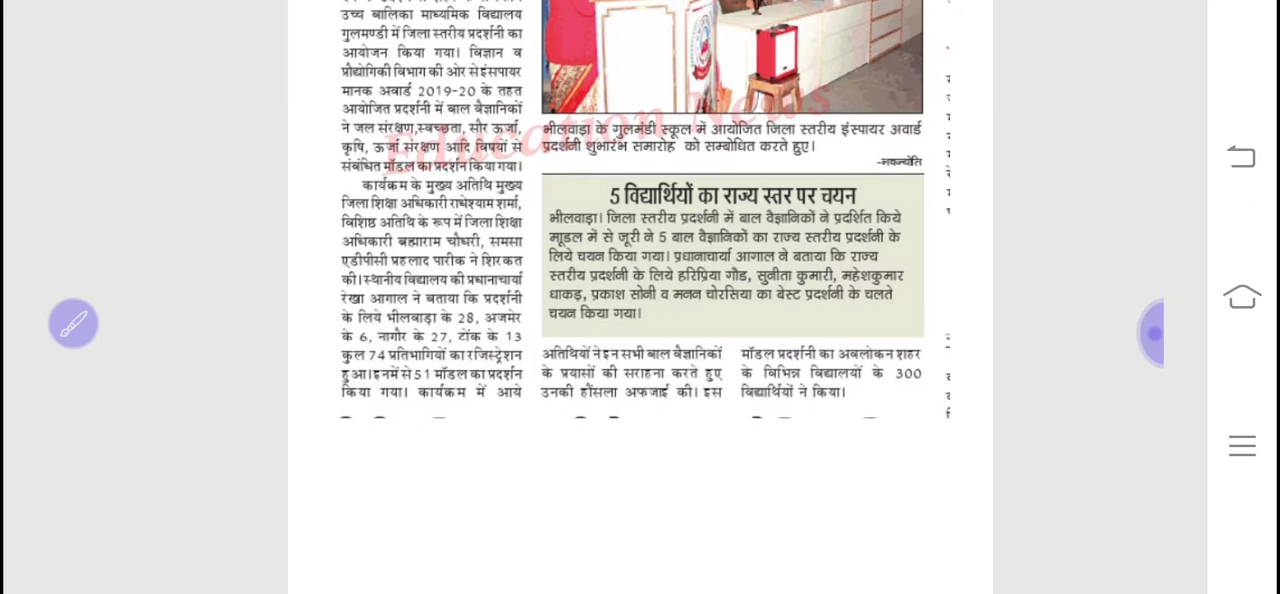 उच्च बालिका माध्यमिक विद्यालय
गुलमण्डी में जिला स्तरीय प्रदर्शनी का
आयोजन किया गया। विज्ञान व
प्रौद्योगिकी विभाग की ओर से इंसपायर
मानक अवार्ड 2019-20 के तहत
आयोजित प्रदर्शनी में बाल वैज्ञानिकों
ने जल संरक्षण,स्वच्छता, सौर ऊर्जा,
कृषि, ऊर्जा संरक्षण आदि विषयों से
संबंधित मॉडल का प्रदर्शन किया गया।
कार्यक्रम के मुख्य अतिथि मुख्य
जिला शिक्षा अधिकारी राधेश्याम शर्मा,
विशिष्ठ अतिथि के रूप में जिला शिक्षा
अधिकारी ब्रह्माराम चौधरी, समसा
एडीपीसी प्रहलाद पारीक ने शिरकत
की। स्थानीय विद्यालय की प्रधानाचार्या
रेखा आगाल ने बताया कि प्रदर्शनी
के लिये भीलवाड़ा के 28, अजमेर
के 6, नागौर के 27, टोंक के 13
कुल 74 प्रतिभागियों का रजिस्ट्रेशन
हुआ। इनमें से 51 मॉडल का प्रदर्शन
किया गया। कार्यक्रम में आये
Education News
भीलवाड़ा के गुलमंडी स्कूल में आयोजित जिला स्तरीय इंस्पायर अवार्ड
प्रदर्शनी शुभारंभ समारोह को सम्बोधित करते हुए।
-नवज्योति
5 विद्यार्थियों का राज्य स्तर पर चयन
भीलवाड़ा। जिला स्तरीय प्रदर्शनी में बाल वैज्ञानिकों ने प्रदर्शित किये
माूडल में से जूरी ने 5 बाल वैज्ञानिकों का राज्य स्तरीय प्रदर्शनी के
लिये चयन किया गया। प्रधानाचार्या आगाल ने बताया कि राज्य
स्तरीय प्रदर्शनी के लिये हरिप्रिया गौड, सुनीता कुमारी, महेशकुमार
धाकड़, प्रकाश सोनी व मनन चोरसिया का बेस्ट प्रदर्शनी के चलते
चयन किया गया।
अतिथियों ने इन सभी बाल बैज्ञानिकों
के प्रयासों की सराहना करते हुए
उनकी हौंसला अफजाई की। इस
मॉडल प्रदर्शनी का अवलोकन शहर
के विभिन्न विद्यालयों के 300
विद्यार्थियों ने किया।